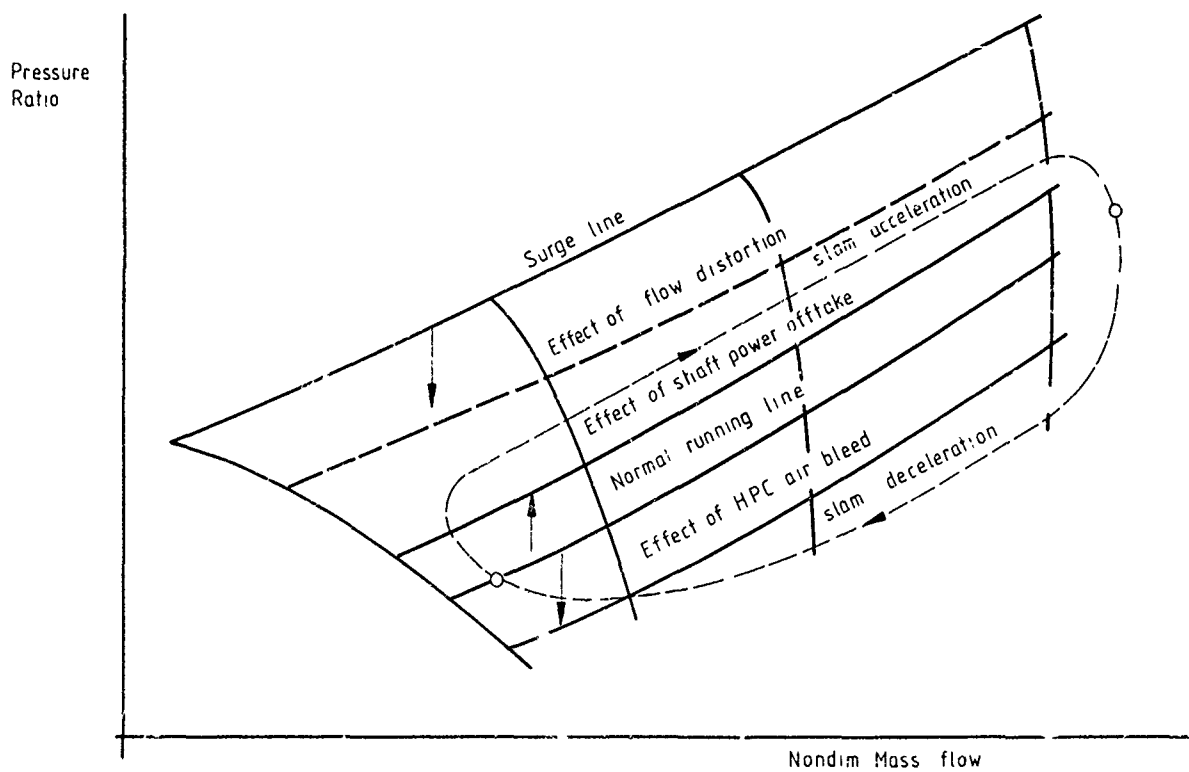 Pressure
Ratio
Surge line
Effect of flow distortion
slam acceleration
Effect of shaft power offtake
Normal running line
Effect of HPC air bleed
slam deceleration
Nondim Mass flow